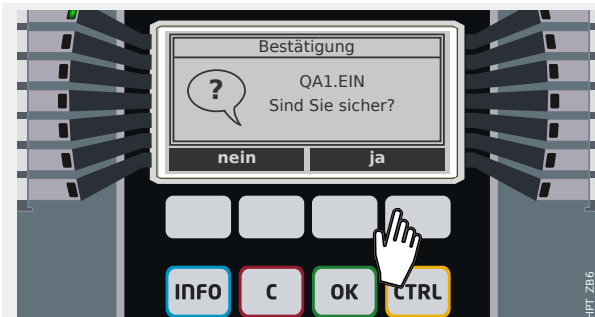 Bestätigung
?
QA1.EIN
Sind Sie sicher?
nein ja
INFO C OK CTRL
HPT_ZB6